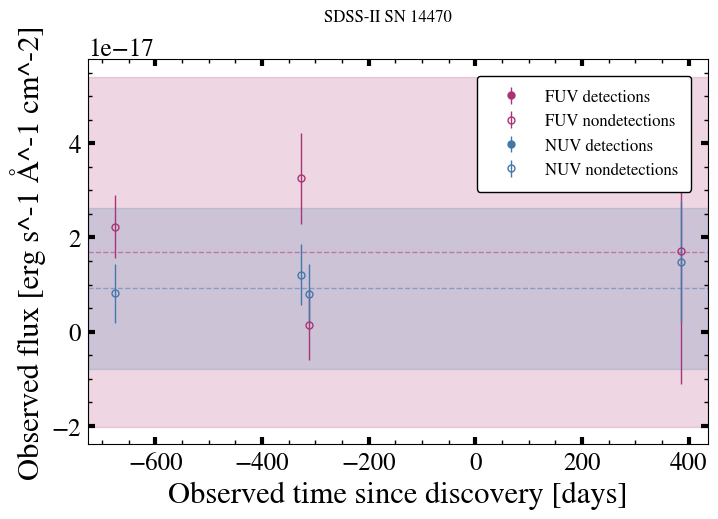 SDSS-II SN 14470
1e−17
FUV detections
FUV nondetections
NUV detections
NUV nondetections
4
2
0
−2
Observed flux [erg s^-1 Å^-1 cm^-2]
−600 −400 −200 0 200 400
Observed time since discovery [days]